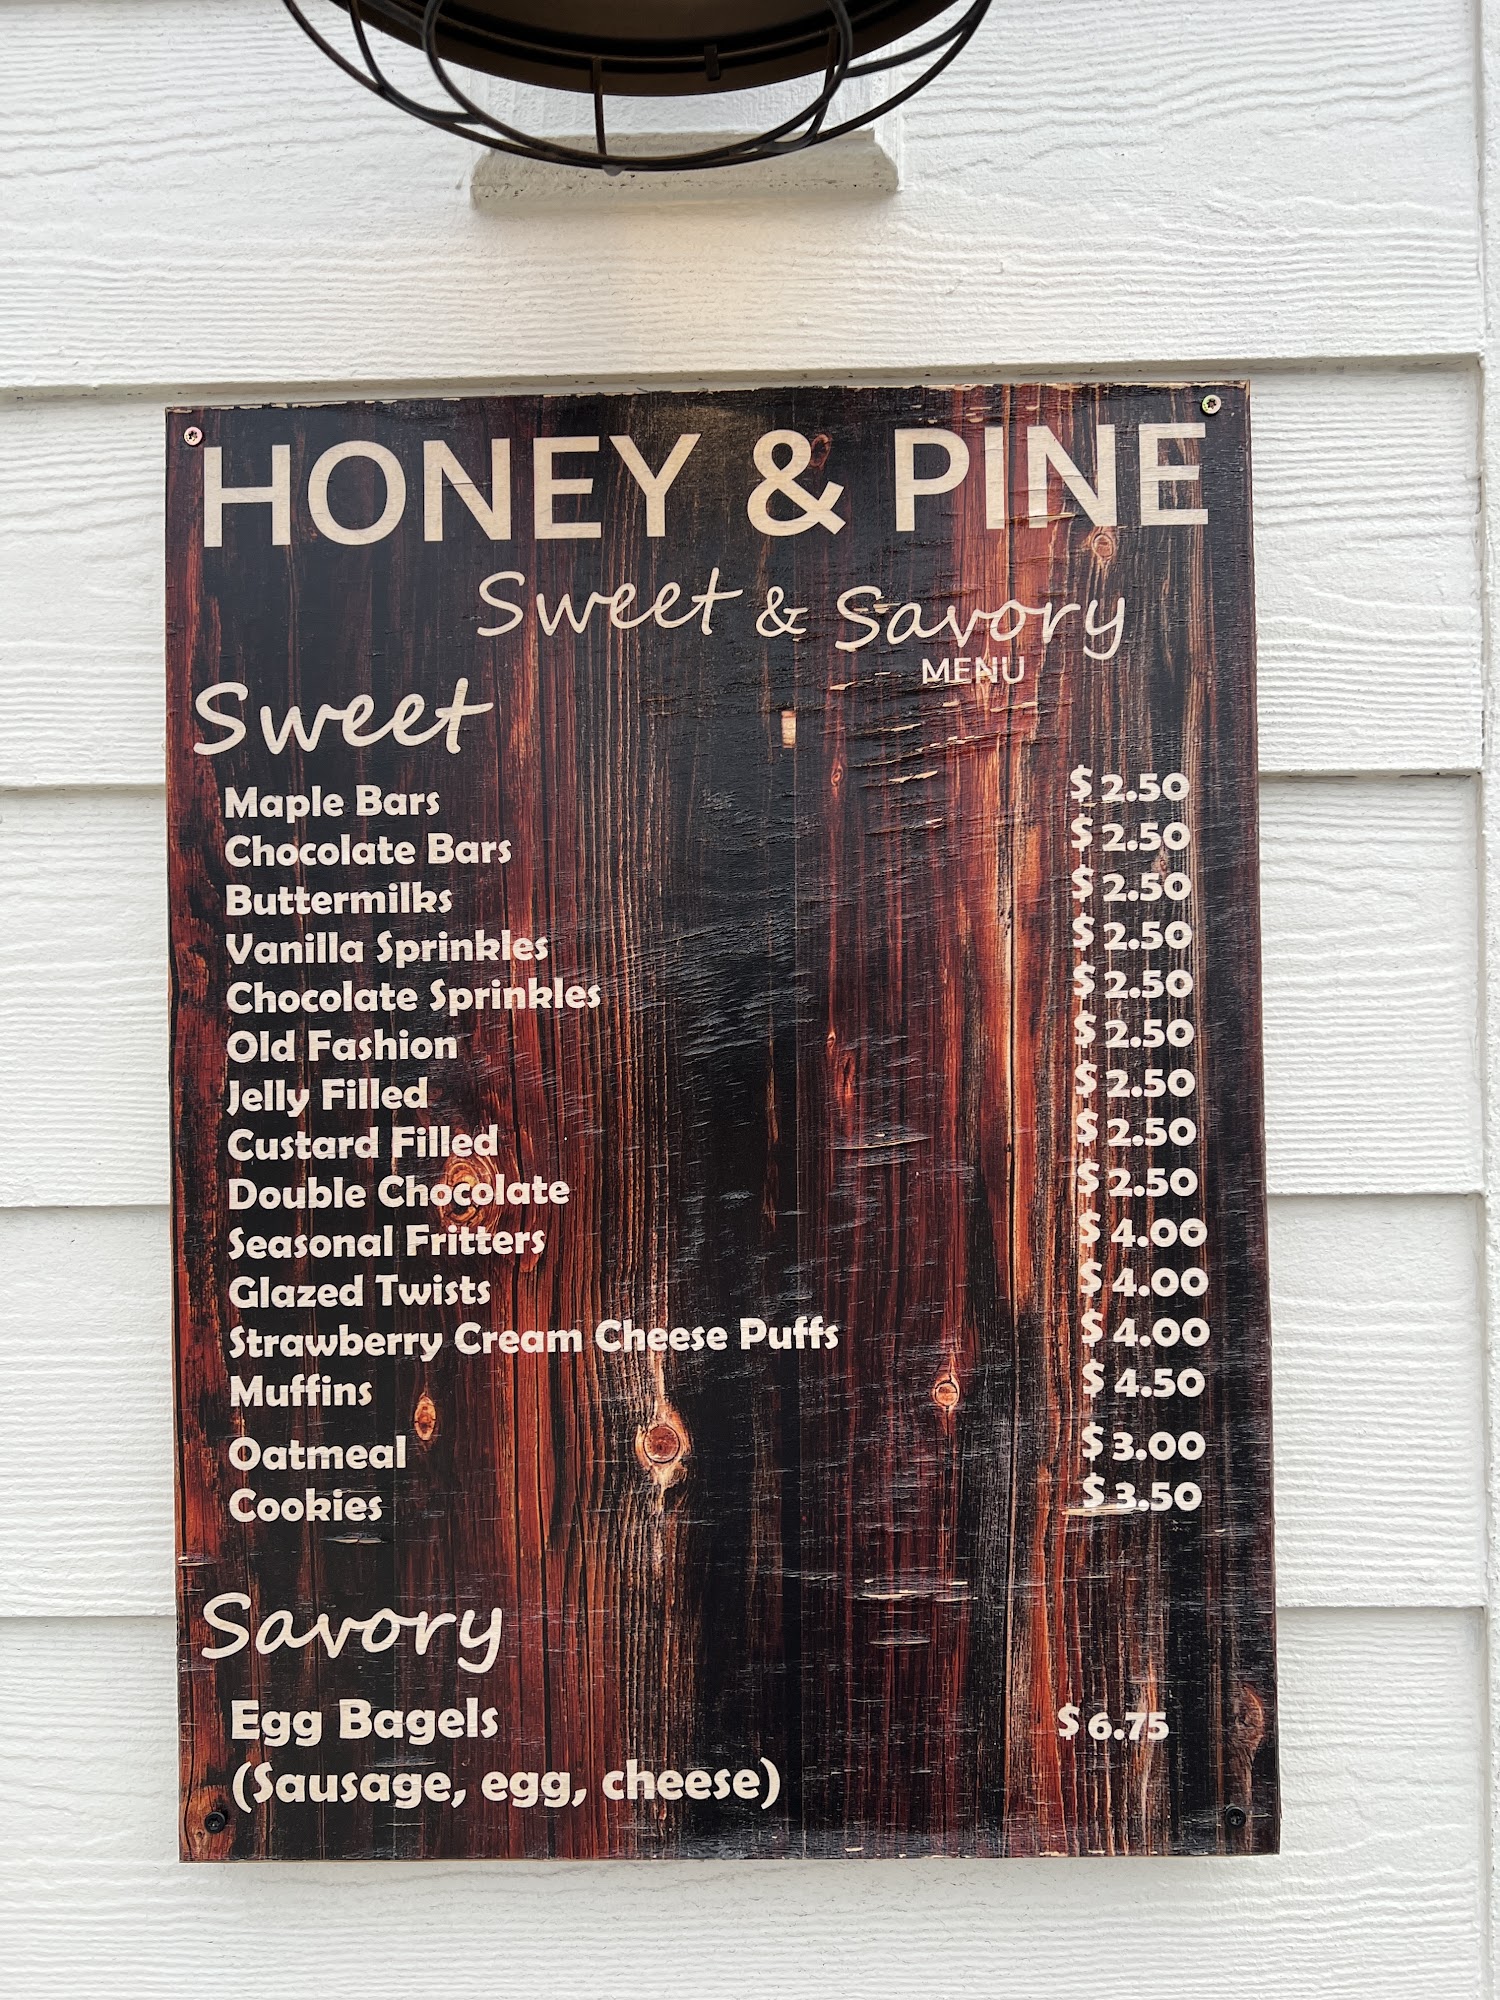 HONEY & PINE
Sweet & Savory
MENU
Sweet
Maple Bars $ 2.50
Chocolate Bars $ 2.50
Buttermilks $ 2.50
Vanilla Sprinkles $ 2.50
Chocolate Sprinkles $ 2.50
Old Fashion $ 2.50
Jelly Filled $ 2.50
Custard Filled $ 2.50
Double Chocolate $ 2.50
Seasonal Fritters $ 4.00
Glazed Twists $ 4.00
Strawberry Cream Cheese Puffs $ 4.00
Muffins $ 4.50
Oatmeal $ 3.00
Cookies $ 3.50
Savory
Egg Bagels $ 6.75
(Sausage, egg, cheese)